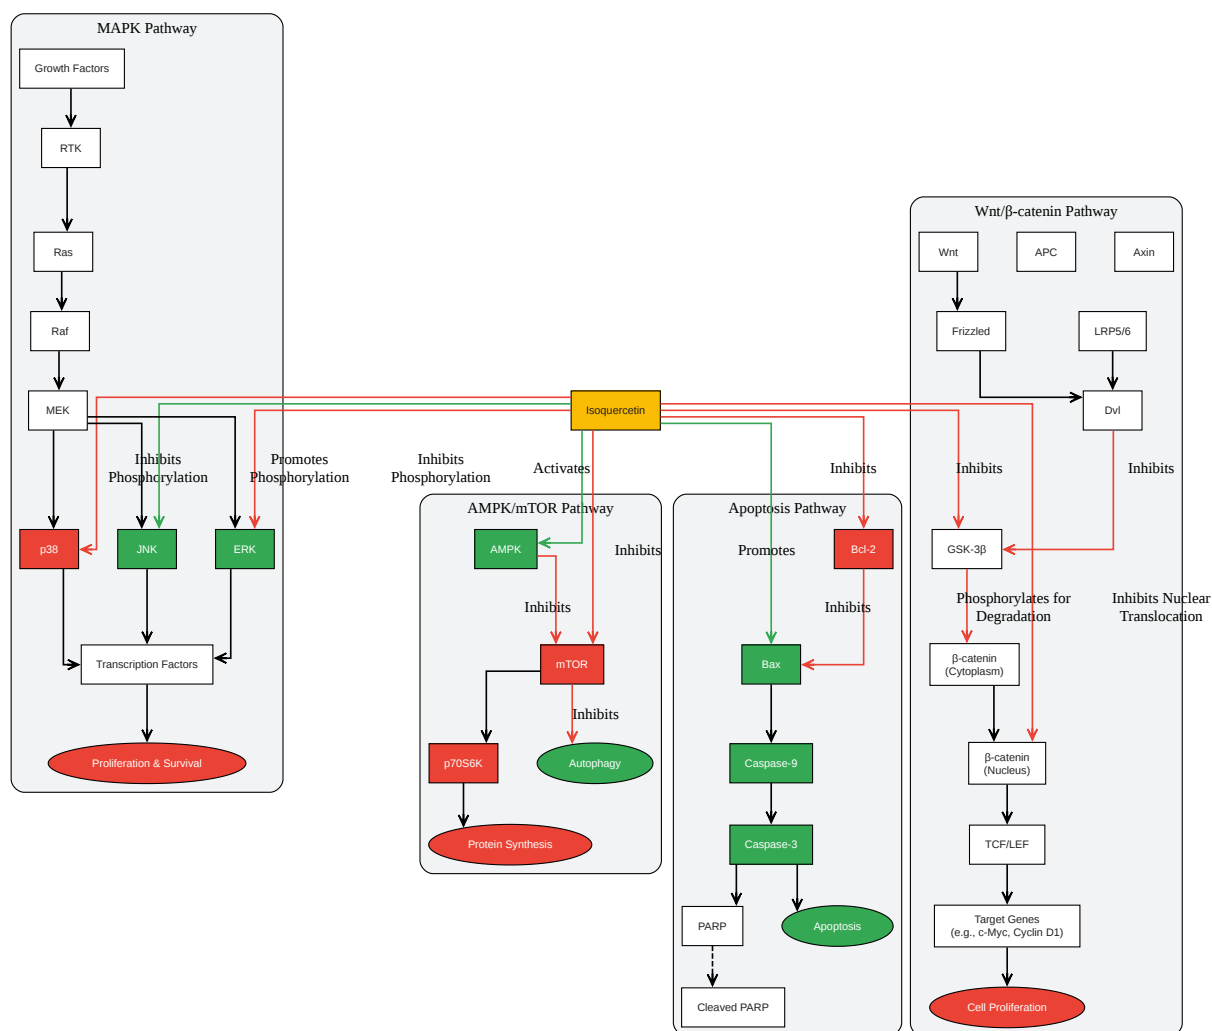 MAPK Pathway
Growth Factors
RTK
Ras
Raf
MEK
Inhibits
Phosphorylation
Promotes
Phosphorylation
Inhibits
Phosphorylation
p38
JNK
ERK
Transcription Factors
Proliferation & Survival
Isoquercetin
Activates
AMPK/mTOR Pathway
AMPK
Inhibits
Inhibits
mTOR
Inhibits
p70S6K
Autophagy
Protein Synthesis
Inhibits
Apoptosis Pathway
Promotes
Bcl-2
Inhibits
Bax
Caspase-9
Caspase-3
PARP
Apoptosis
Cleaved PARP
Wnt/β-catenin Pathway
Wnt
APC
Axin
Frizzled
LRP5/6
Dvl
Inhibits
Inhibits
GSK-3β
Phosphorylates for
Degradation
Inhibits Nuclear
Translocation
β-catenin
(Cytoplasm)
β-catenin
(Nucleus)
TCF/LEF
Target Genes
(e.g., c-Myc, Cyclin D1)
Cell Proliferation